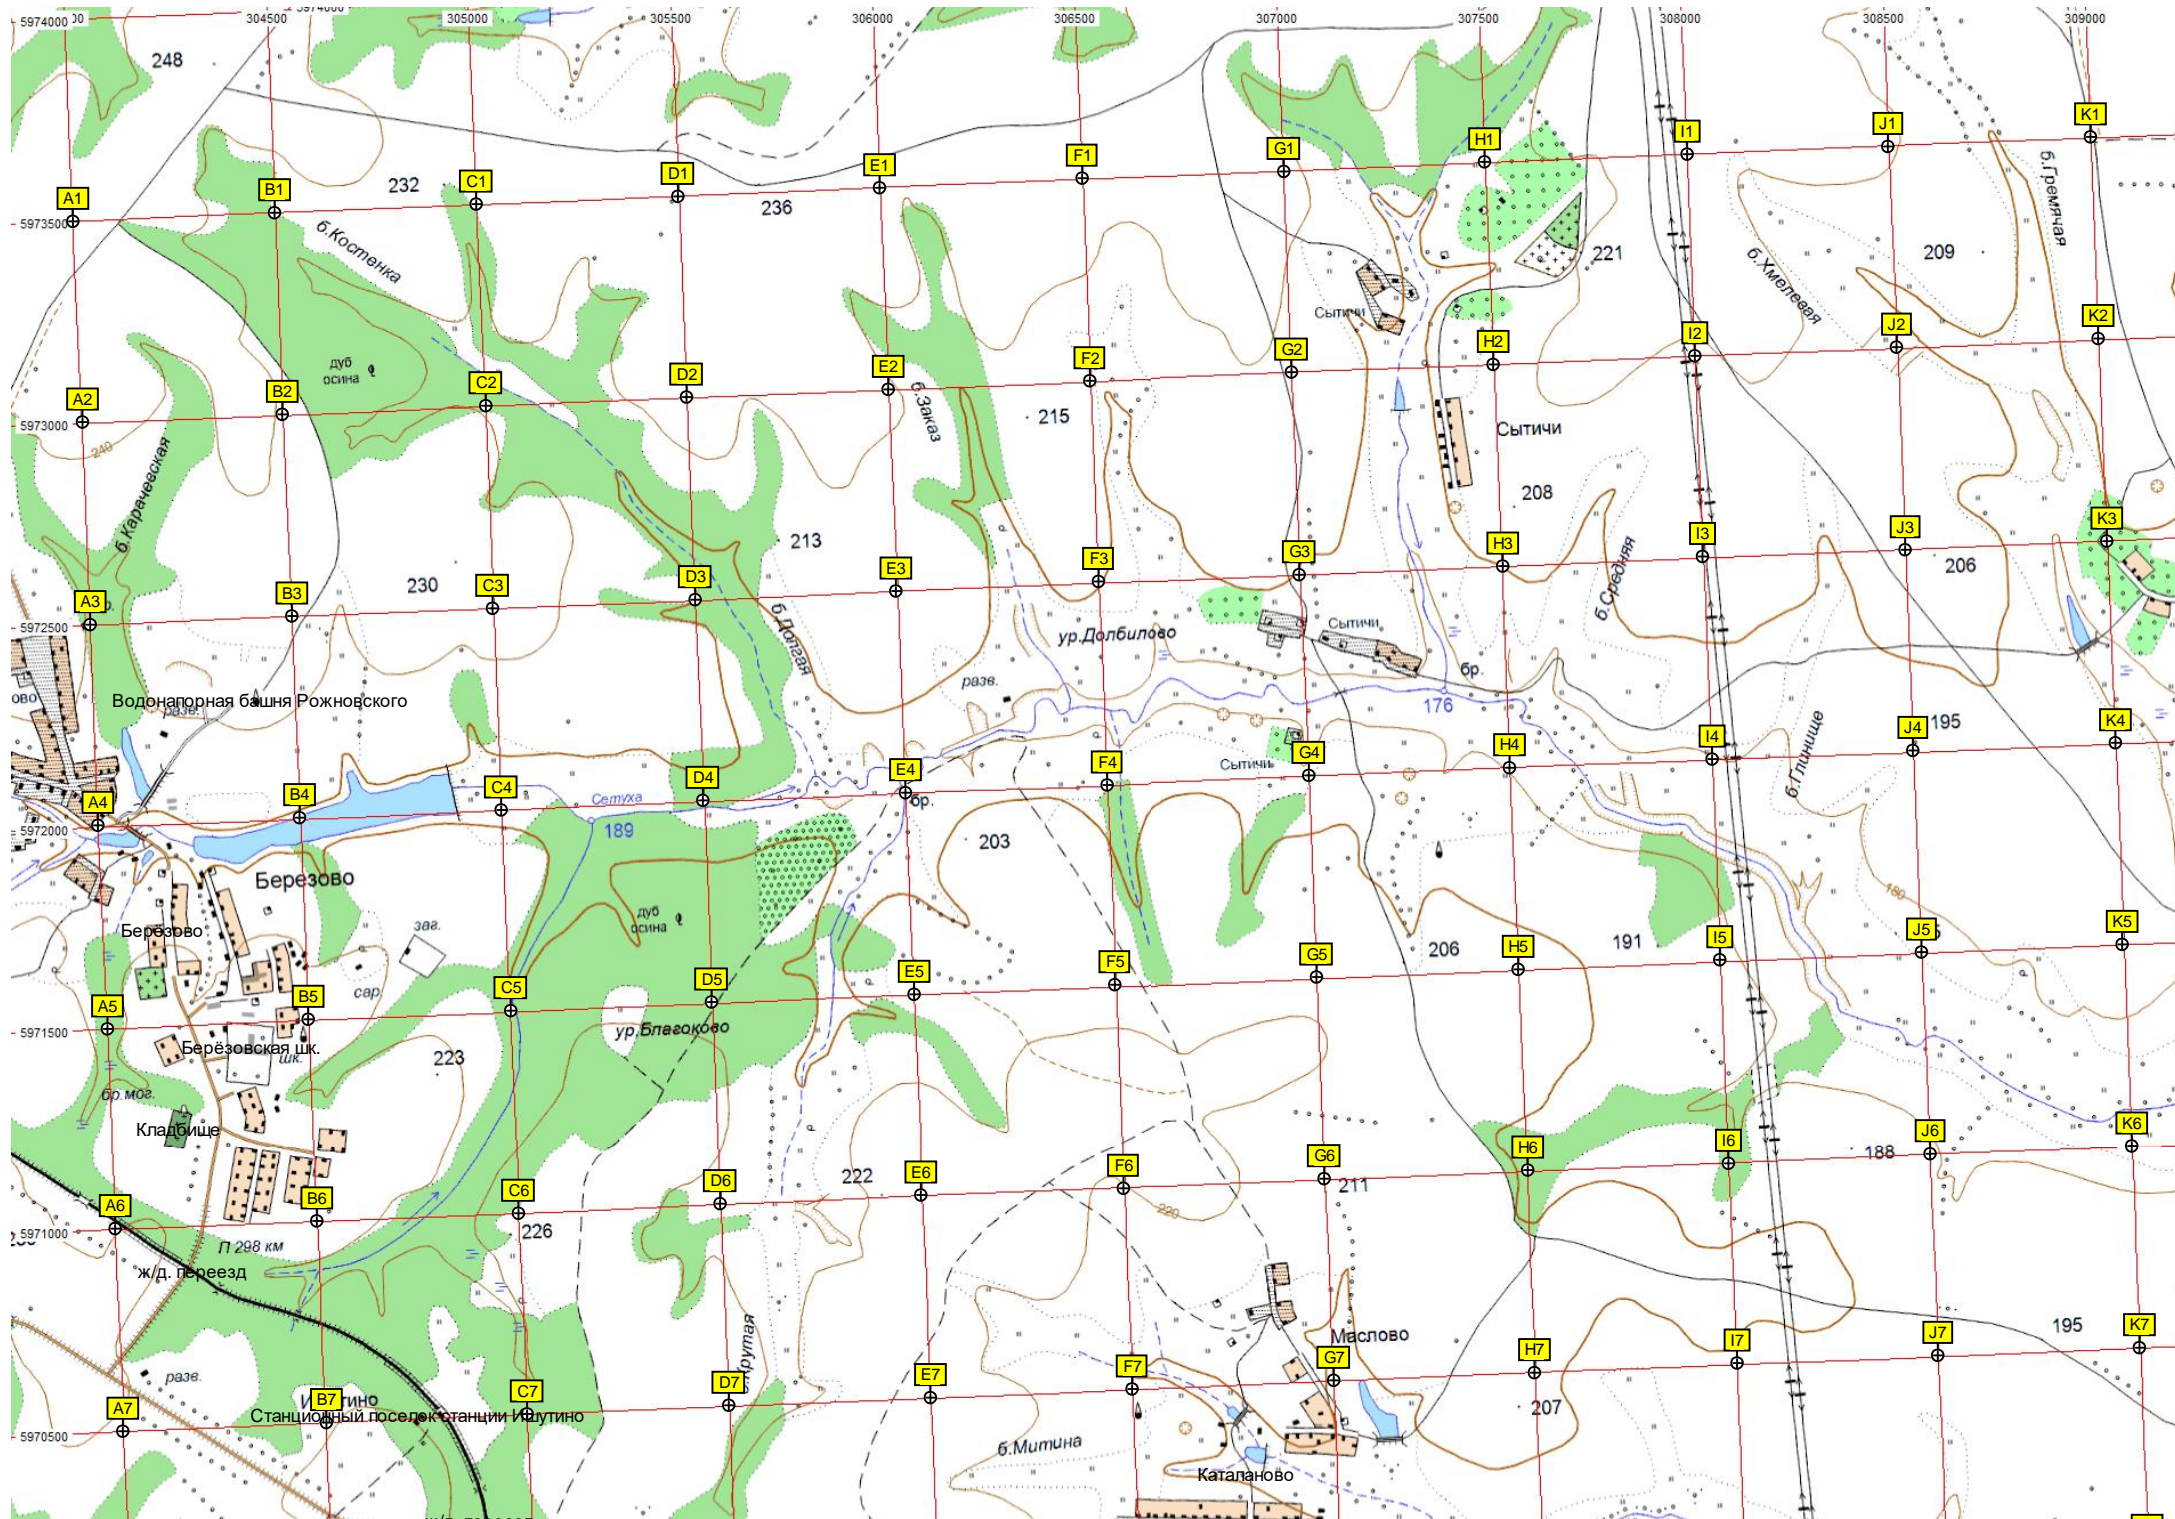 304500
305000
305500
306000
306500
307000
307500
308000
308500
309000
5974000
248
K1
J1
I1
H1
G1
F1
E1
D1
C1
B1
A1
232
236
5973500
б.Костенка
221
209
б.Гремячая
б.Хмелевая
Сытичи
K2
J2
I2
H2
G2
F2
E2
D2
C2
B2
A2
дуб
осина
5973000
240
б.Карачевская
б.Заказ
215
Сытичи
208
213
K3
J3
I3
H3
G3
F3
E3
D3
C3
B3
A3
230
206
б.Средняя
5972500
б.Долгая
ур.Долбилово
Сытичи
бр.
разв.
176
Водонапорная башня Рожновского
разв.
195
K4
J4
I4
H4
G4
F4
E4
D4
C4
B4
A4
Сытичи
б.Глинище
Сетуха
бр.
189
5972000
203
Березово
180
дуб
осина
заг.
Берёзово
206
191
K5
J5
I5
H5
G5
F5
E5
D5
C5
B5
A5
сар.
5971500
ур.Благоково
Берёзовская шк.
шк.
223
бр.мог.
Кладбище
K6
J6
I6
H6
G6
F6
E6
D6
C6
B6
A6
188
222
211
220
5971000
226
П 298 км
ж/д. переезд
195
Маслово
K7
J7
I7
H7
G7
F7
E7
D7
C7
B7
A7
разв.
Станционный поселок станции Ишутино
207
5970500
б.Митина
Каталаново